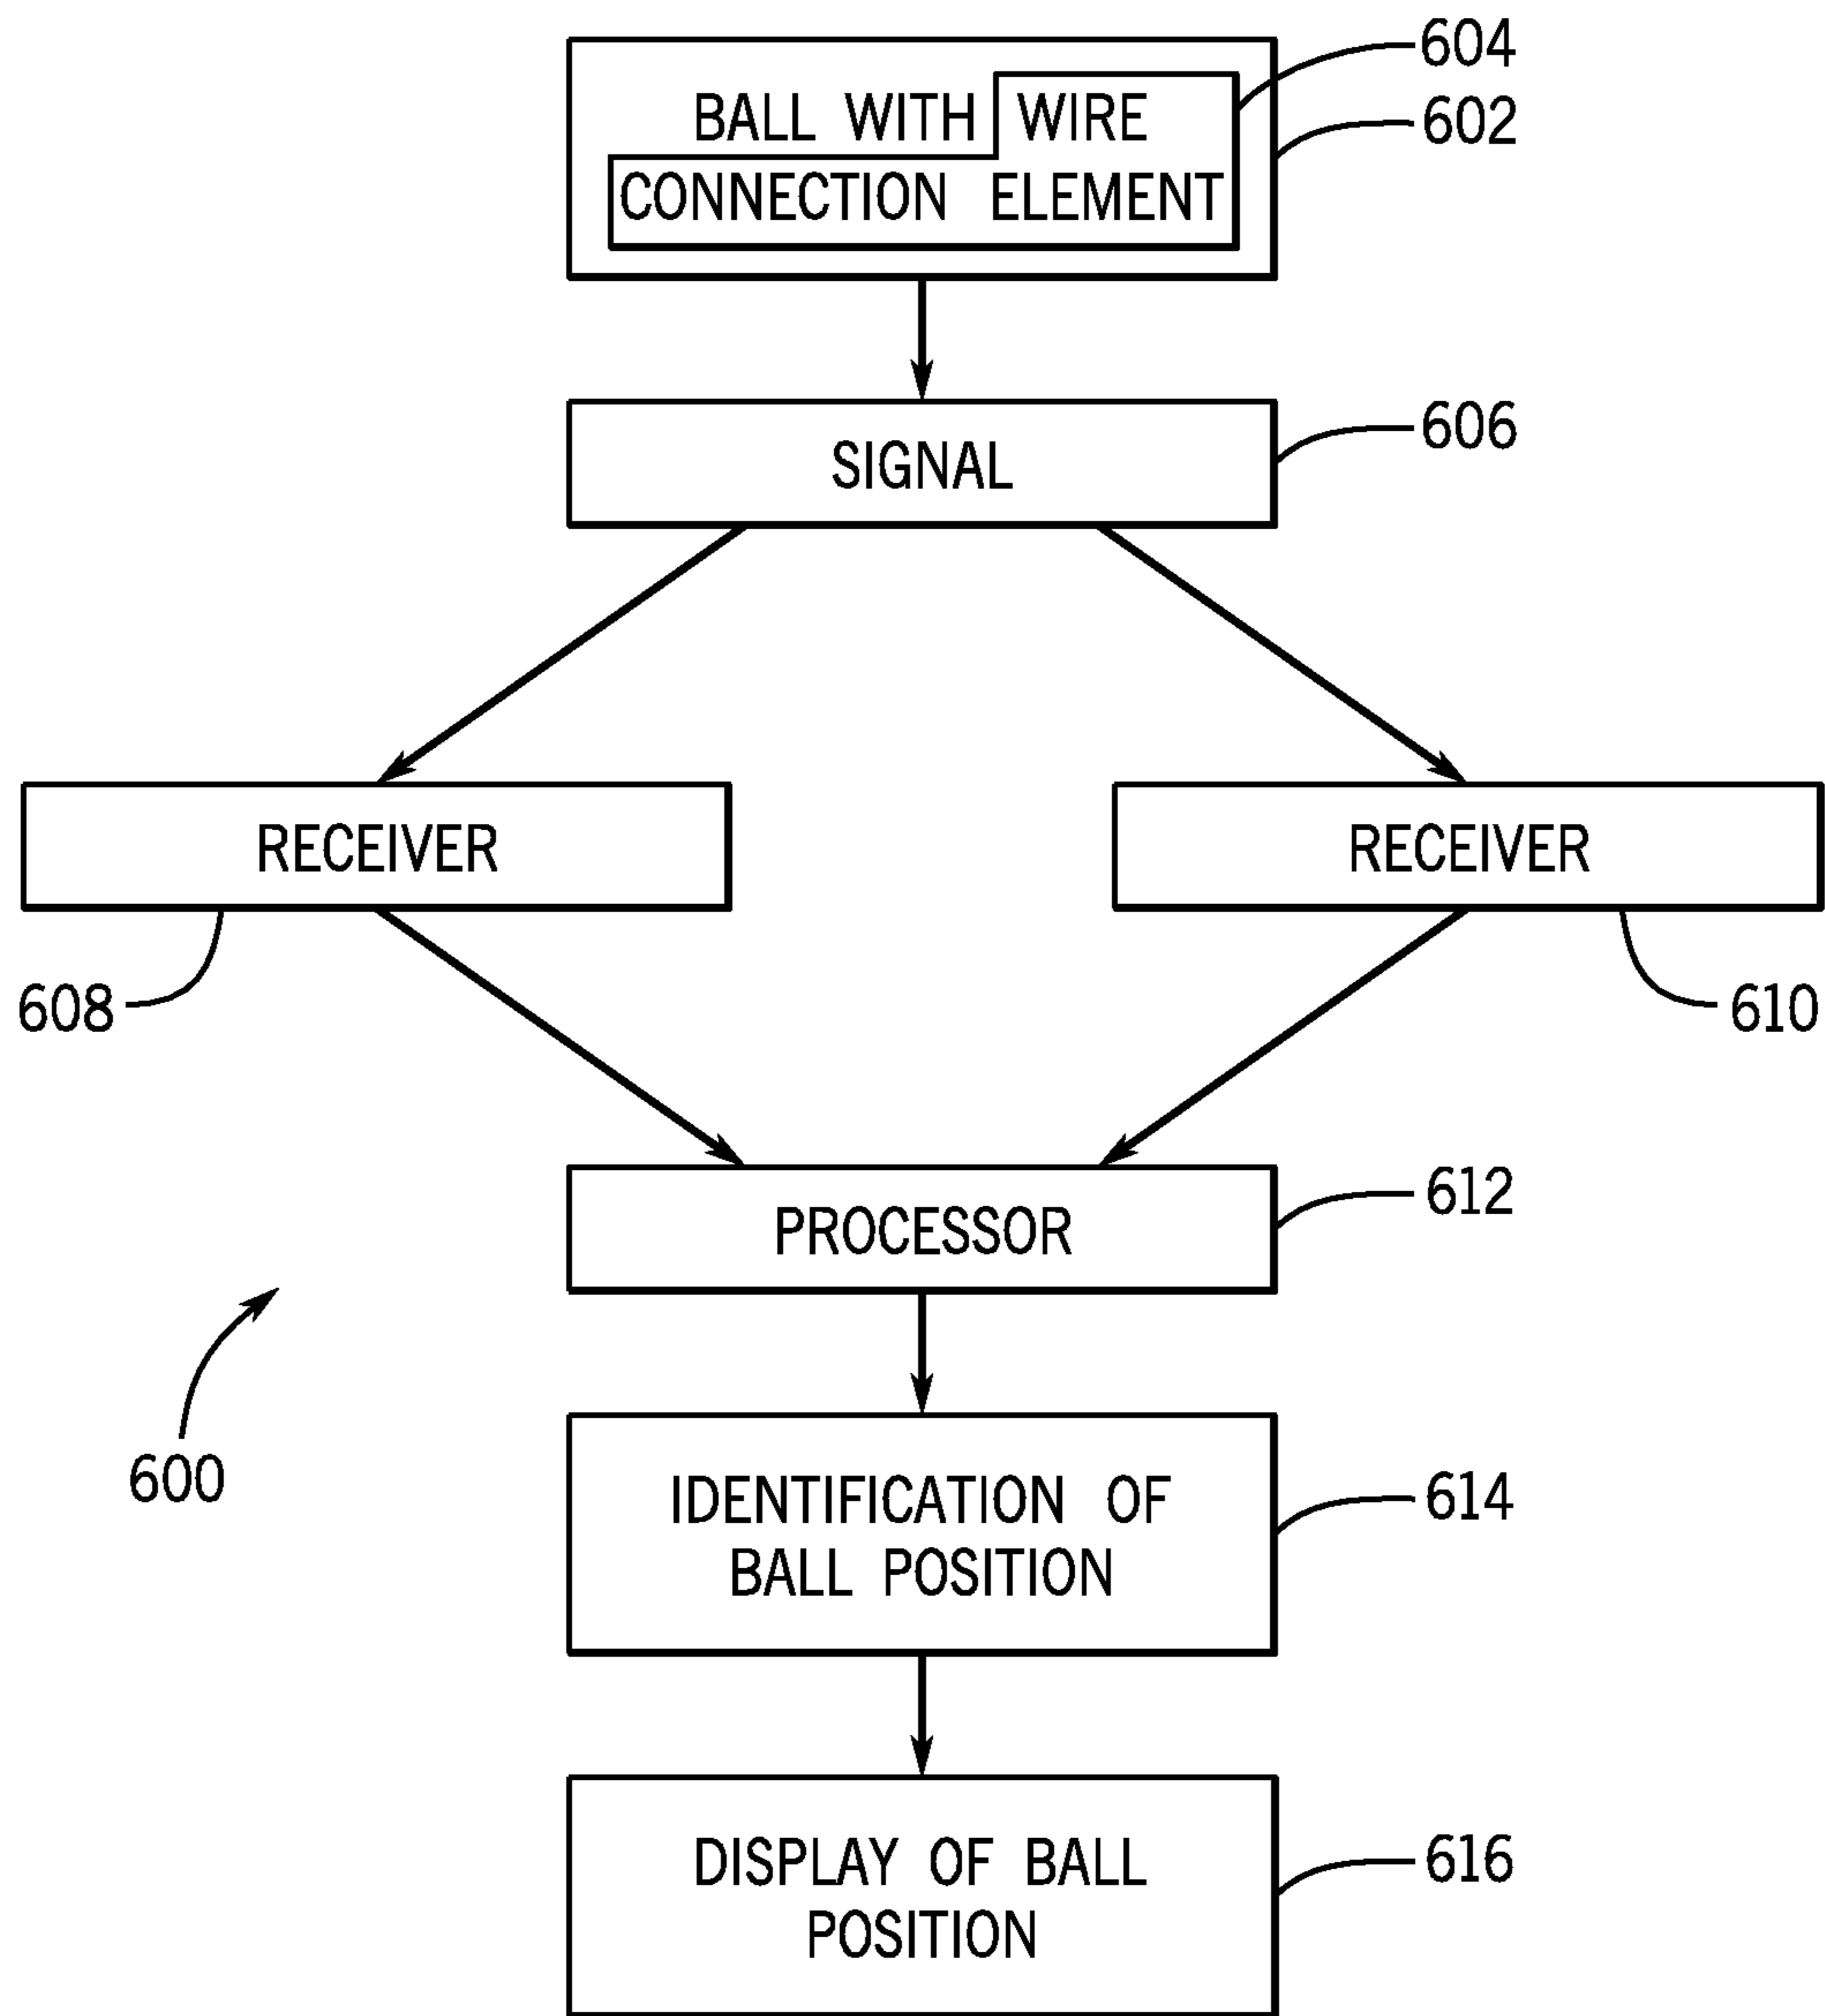 604
BALL WITH WIRE
602
CONNECTION ELEMENT
606
SIGNAL
RECEIVER
RECEIVER
608
610
612
PROCESSOR
600
IDENTIFICATION OF
614
BALL POSITION
DISPLAY OF BALL
616
POSITION